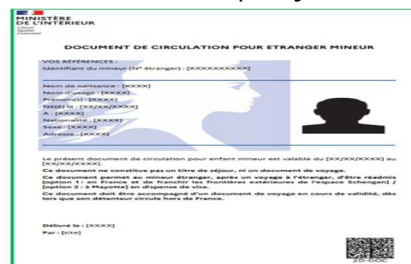 MINISTÈRE
DE L'INTÉRIEUR
Liberté
Égalité
Fraternité
DOCUMENT DE CIRCULATION POUR ETRANGER MINEUR
VOS RÉFÉRENCES :
Identifiant du mineur (N° étranger) : [XXXXXXXXXX]
Nom de naissance : [XXXX]
Nom d'usage : [XXXX]
Prénom(s) : [XXXX]
Né(e) le : [XX/XX/XXXX]
A : [XXXX]
Nationalité : [XXXX]
Sexe : [XXXX]
Adresse : [XXXX]
Le présent document de circulation pour enfant mineur est valable du [XX/XX/XXXX] au
[XX/XX/XXXX].
Ce document ne constitue pas un titre de séjour, ni un document de voyage.
Ce document permet au mineur étranger, après un voyage à l'étranger, d'être réadmis
[option 1 : en France et de franchir les frontières extérieures de l'espace Schengen] /
[option 2 : à Mayotte] en dispense de visa.
Ce document doit être accompagné d'un document de voyage en cours de validité, dès
lors que son détenteur circule hors de France.
Délivré le : [XXXX]
Par : [site]
2D-DOC